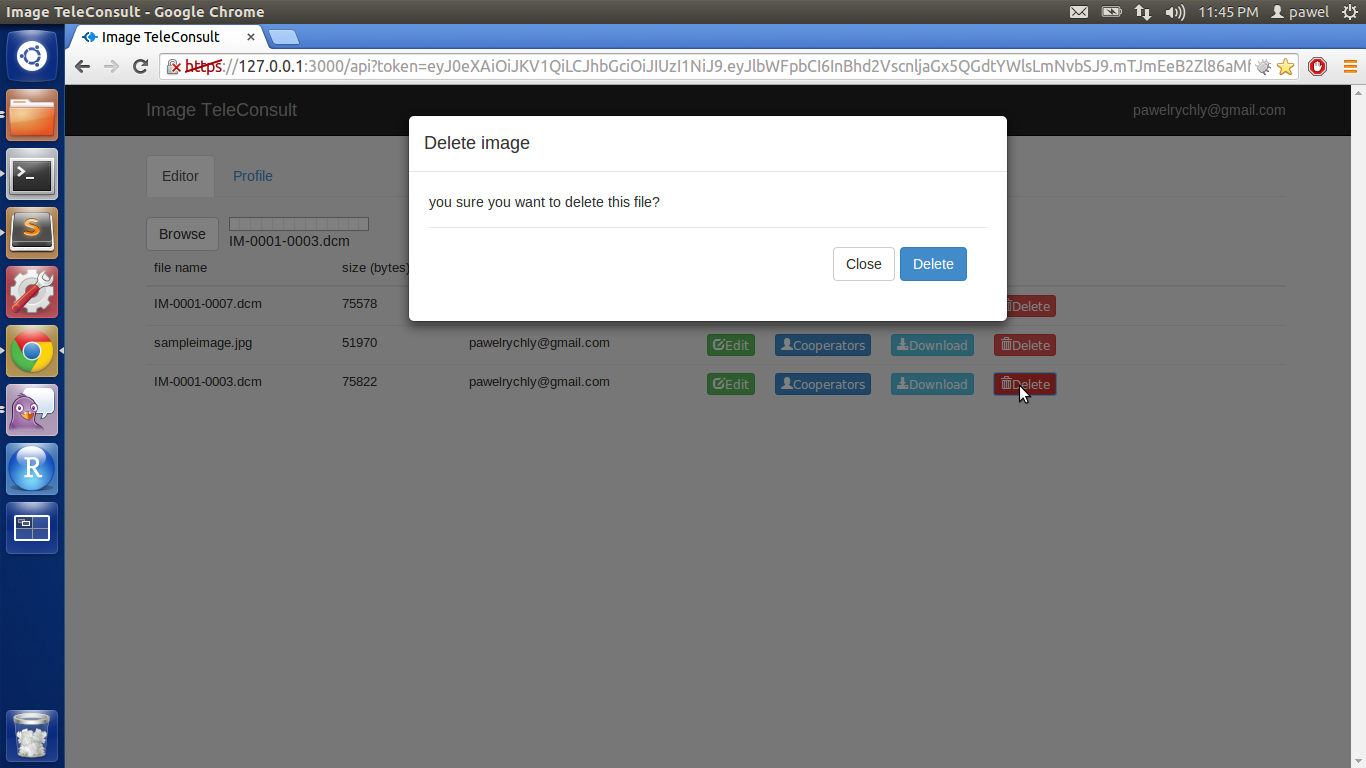 Image TeleConsult - Google Chrome
11:45 PM pawel
Image TeleConsult
https://127.0.0.1:3000/api?token=eyJ0eXAiOiJKV1QiLCJhbGciOiJIUzI1NiJ9.eyJlbWFpbCI6InBhd2VscnljaGx5QGdtYWlsLmNvbSJ9.mTJmEeB2Zl86aMf
Image TeleConsult pawelrychly@gmail.com
Delete image
Editor Profile
you sure you want to delete this file?
Browse
IM-0001-0003.dcm
Close Delete
file name size (bytes)
IM-0001-0007.dcm 75578 Delete
sampleimage.jpg 51970 pawelrychly@gmail.com Edit Cooperators Download Delete
IM-0001-0003.dcm 75822 pawelrychly@gmail.com Edit Cooperators Download Delete